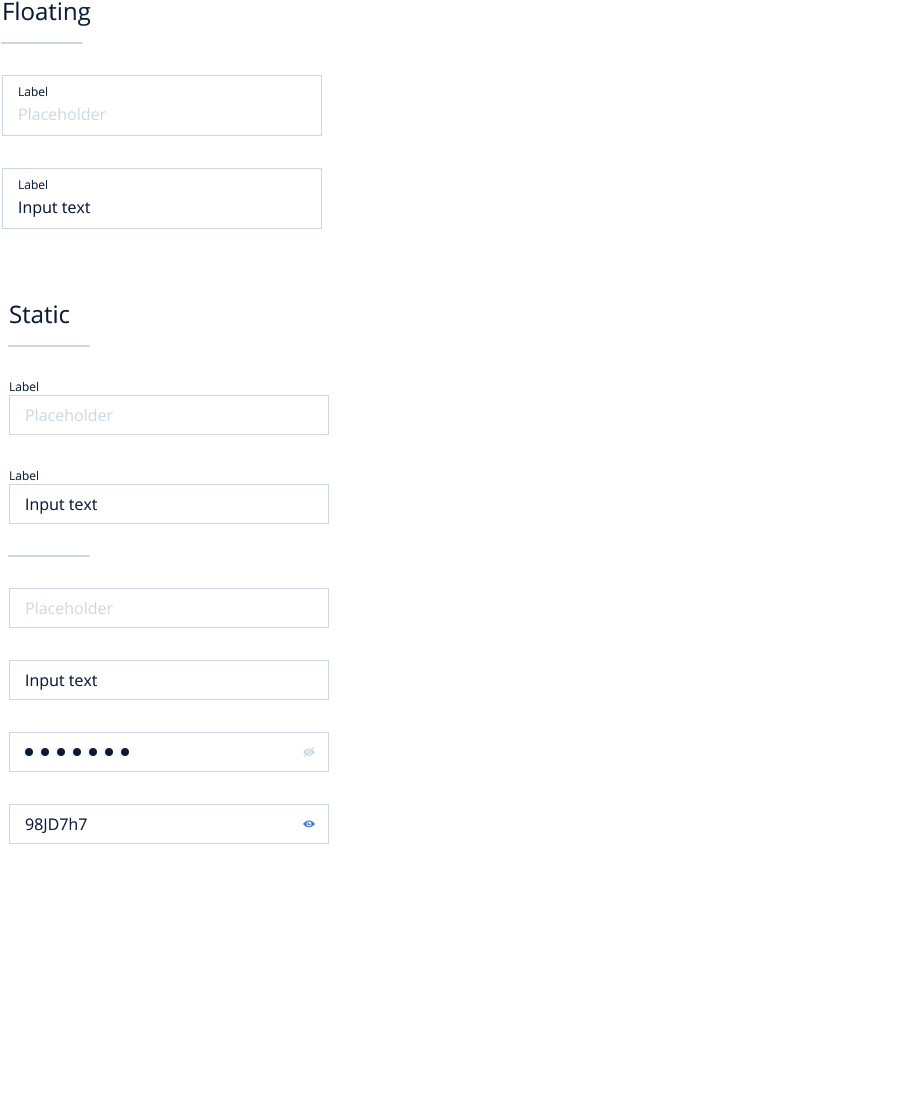 Floating
Label
Placeholder
Label
Input text
Static
Label
Placeholder
Label
Input text
Placeholder
Input text
98JD7h7